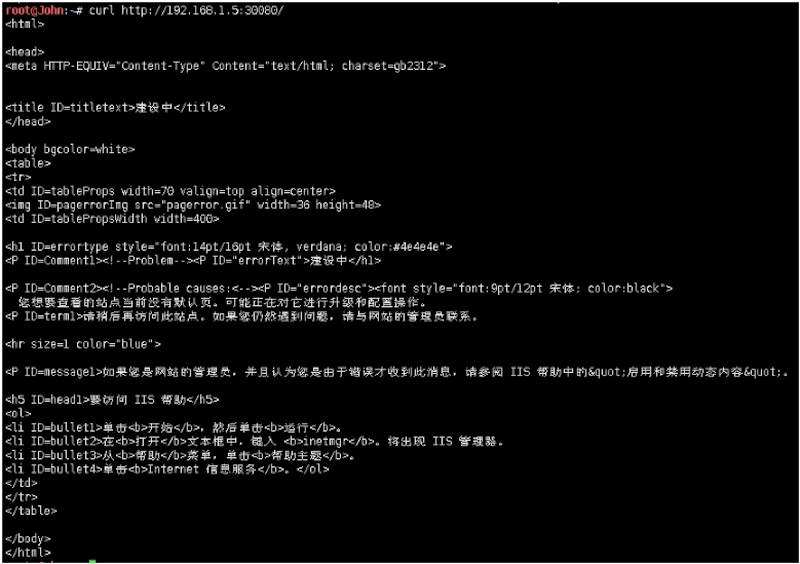 root@John:~# curl http://192.168.1.5:30080/
<html>
<head>
<meta HTTP-EQUIV="Content-Type" Content="text/html; charset=gb2312">
<title ID=titletext>建设中</title>
</head>
<body bgcolor=white>
<table>
<tr>
<td ID=tableProps width=70 valign=top align=center>
<img ID=pagerrorImg src="pagerror.gif" width=36 height=48>
<td ID=tablePropsWidth width=400>
<h1 ID=errortype style="font:14pt/16pt 宋体, verdana; color:#4e4e4e">
<P ID=Comment1><!--Problem--><P ID="errorText">建设中</h1>
<P ID=Comment2><!--Probable causes:<--><P ID="errordesc"><font style="font:9pt/12pt 宋体; color:black">
您想要查看的站点当前没有默认页。可能正在对它进行升级和配置操作。
<P ID=term1>请稍后再访问此站点。如果您仍然遇到问题，请与网站的管理员联系。
<hr size=1 color="blue">
<P ID=message1>如果您是网站的管理员，并且认为您是由于错误才收到此消息，请参阅 IIS 帮助中的&quot;启用和禁用动态内容&quot;。
<h5 ID=head1>要访问 IIS 帮助</h5>
<ol>
<li ID=bullet1>单击<b>开始</b>，然后单击<b>运行</b>。
<li ID=bullet2>在<b>打开</b>文本框中，键入 <b>inetmgr</b>。将出现 IIS 管理器。
<li ID=bullet3>从<b>帮助</b>菜单，单击<b>帮助主题</b>。
<li ID=bullet4>单击<b>Internet 信息服务</b>。</ol>
</td>
</tr>
</table>
</body>
</html>